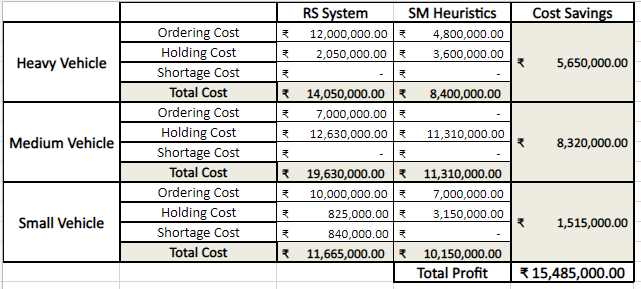 RS System SM Heuristics Cost Savings
Ordering Cost ₹ 12,000,000.00 ₹ 4,800,000.00
Holding Cost ₹ 2,050,000.00 ₹ 3,600,000.00
Heavy Vehicle ₹ 5,650,000.00
Shortage Cost ₹ - ₹ -
Total Cost ₹ 14,050,000.00 ₹ 8,400,000.00
Ordering Cost ₹ 7,000,000.00 ₹ -
Holding Cost ₹ 12,630,000.00 ₹ 11,310,000.00
Medium Vehicle ₹ 8,320,000.00
Shortage Cost ₹ - ₹ -
Total Cost ₹ 19,630,000.00 ₹ 11,310,000.00
Ordering Cost ₹ 10,000,000.00 ₹ 7,000,000.00
Holding Cost ₹ 825,000.00 ₹ 3,150,000.00
Small Vehicle ₹ 1,515,000.00
Shortage Cost ₹ 840,000.00 ₹ -
Total Cost ₹ 11,665,000.00 ₹ 10,150,000.00
Total Profit ₹ 15,485,000.00